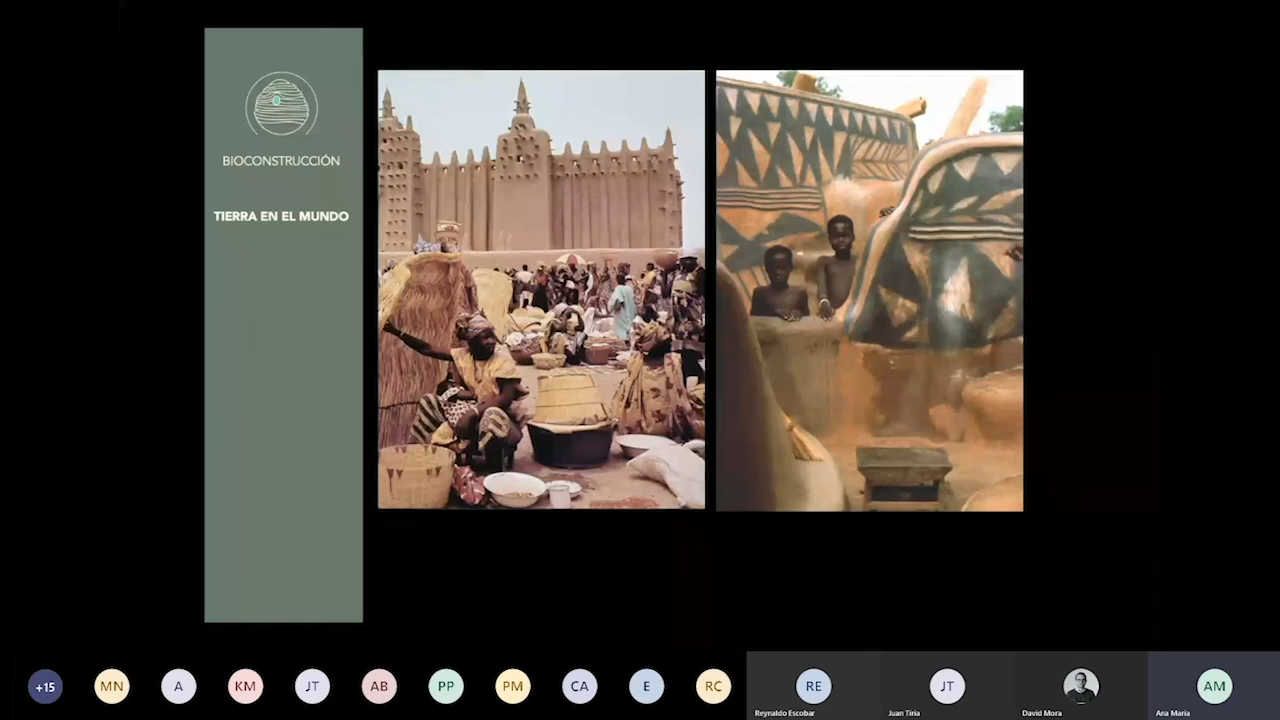 BIOCONSTRUCCIÓN
TIERRA EN EL MUNDO
+15
MN
A
KM
JT
AB
PP
PM
CA
E
RC
RE
JT
AM
Reynaldo Escobar
Juan Tiria
David Mora
Ana Maria